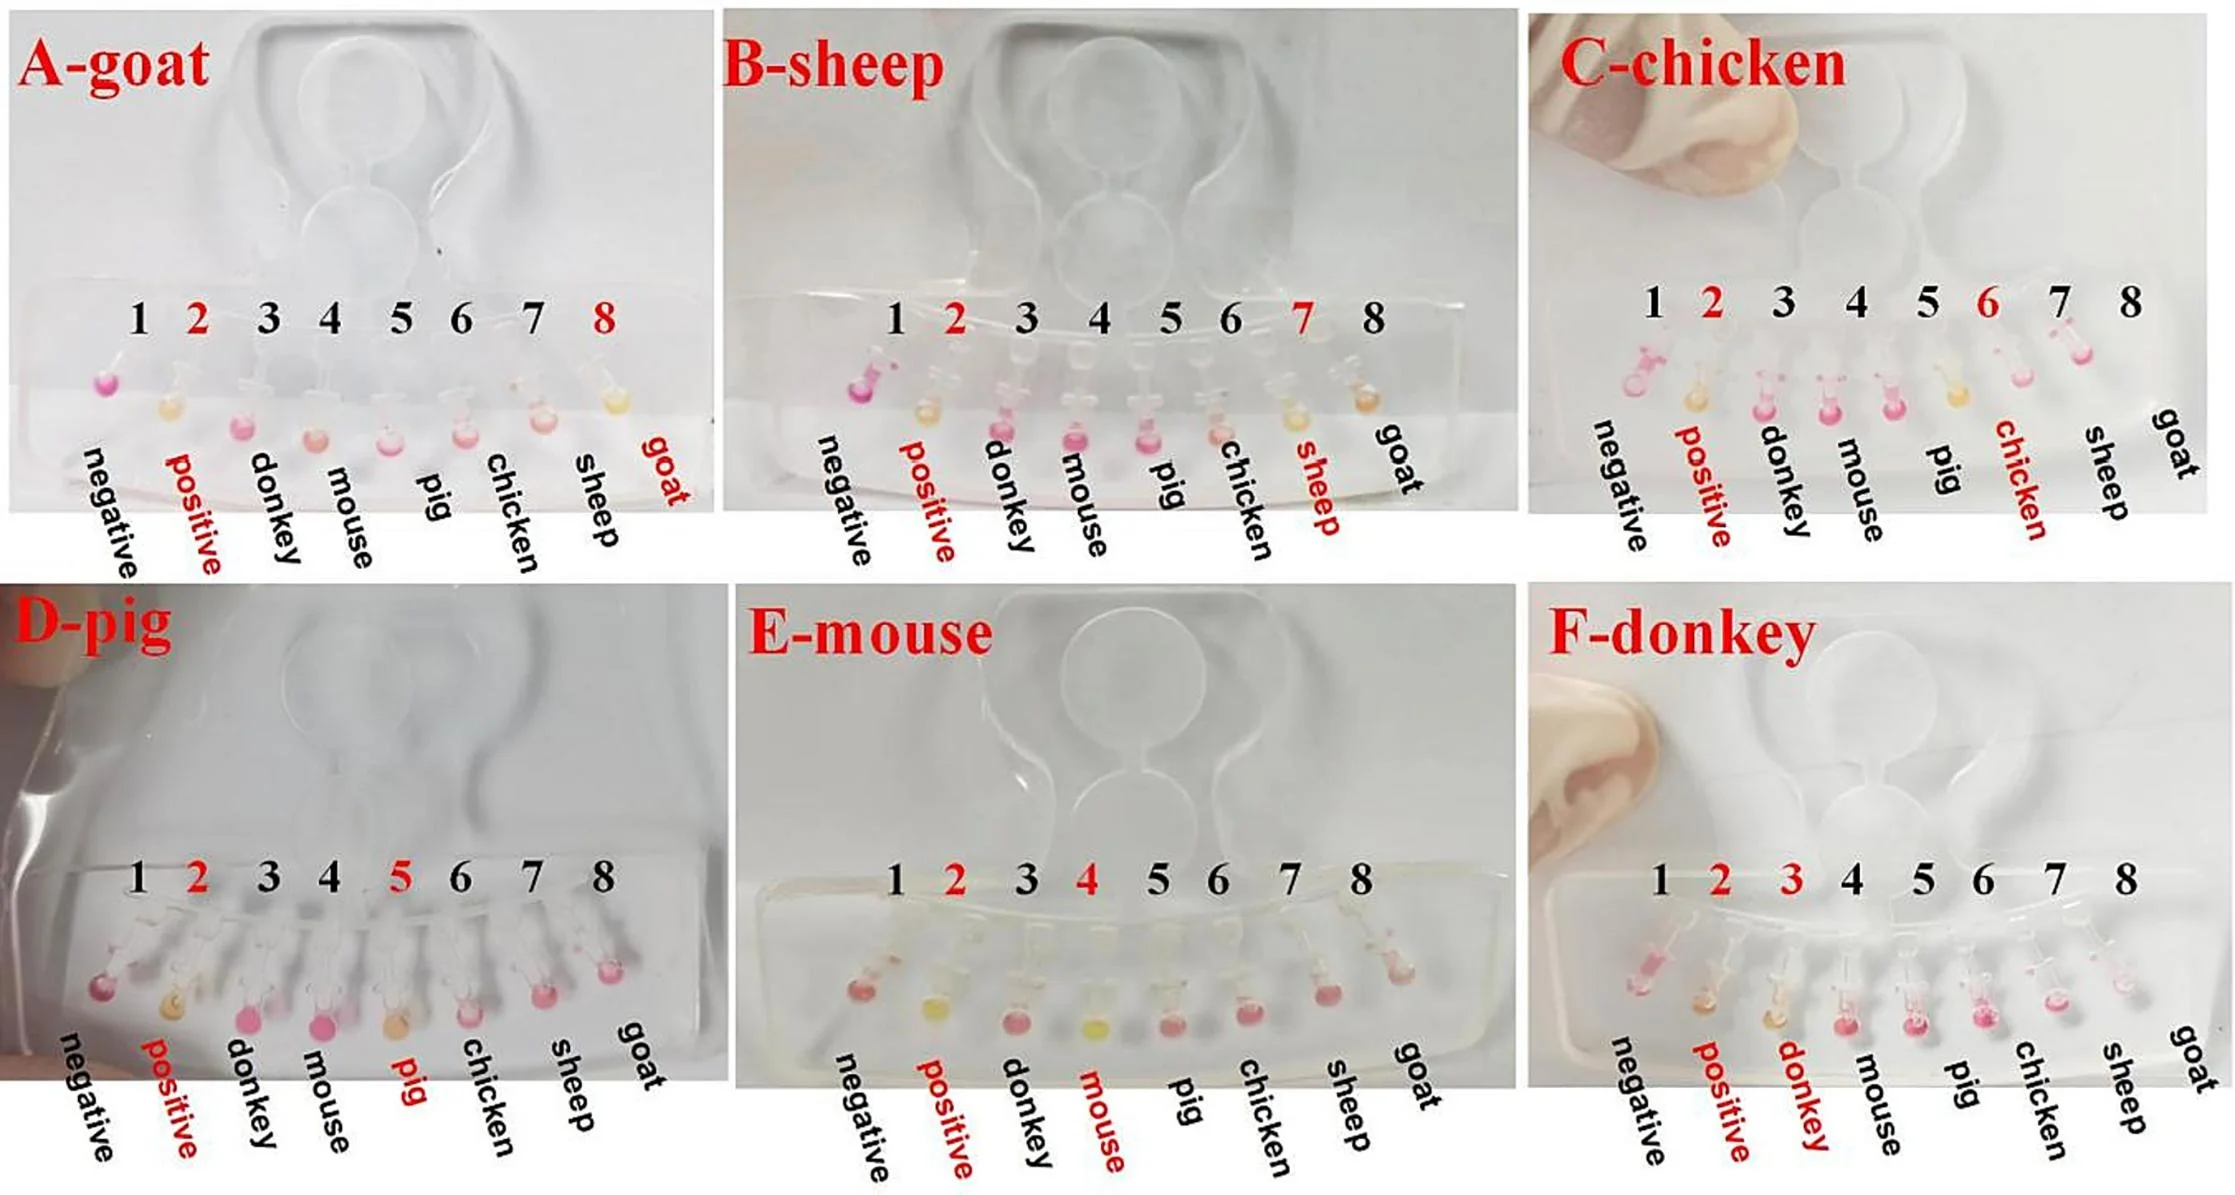 A-goat
1 2 3 4 5 6 7 8
negative positive donkey mouse pig chicken sheep goat
B-sheep
1 2 3 4 5 6 7 8
negative positive donkey mouse pig chicken sheep goat
C-chicken
1 2 3 4 5 6 7 8
negative positive donkey mouse pig chicken sheep goat
D-pig
1 2 3 4 5 6 7 8
negative positive donkey mouse pig chicken sheep goat
E-mouse
1 2 3 4 5 6 7 8
negative positive donkey mouse pig chicken sheep goat
F-donkey
1 2 3 4 5 6 7 8
negative positive donkey mouse pig chicken sheep goat